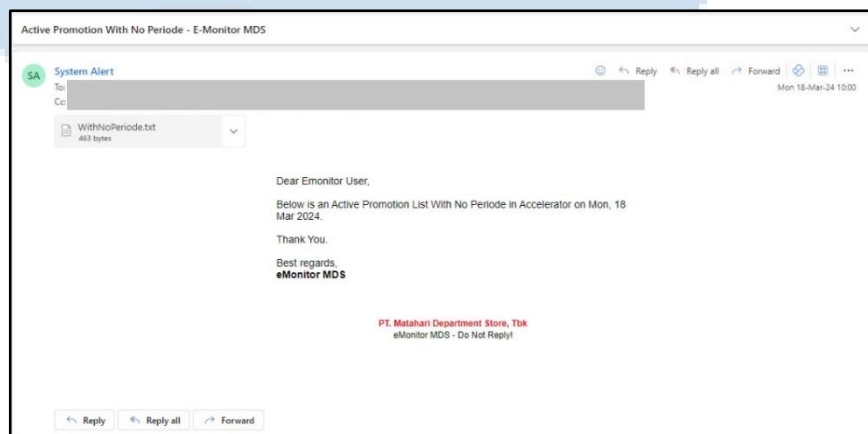 Active Promotion With No Periode - E-Monitor MDS
SA
System Alert
Reply
Reply all
Forward
To:
Mon 18-Mar-24 10:00
Cc:
WithNoPeriode.txt
463 bytes
Dear Emonitor User,
Below is an Active Promotion List With No Periode in Accelerator on Mon, 18
Mar 2024.
Thank You.
Best regards,
eMonitor MDS
PT. Matahari Department Store, Tbk
eMonitor MDS - Do Not Reply!
Reply
Reply all
Forward